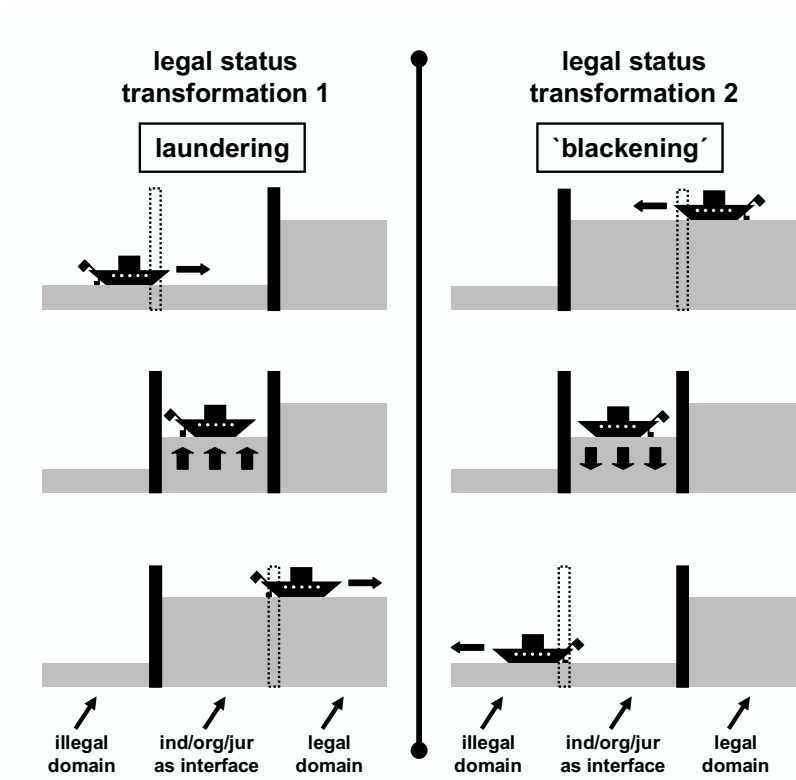 legal status
transformation 1
laundering
illegal
domain
ind/org/jur
as interface
legal
domain
legal status
transformation 2
`blackening´
illegal
domain
ind/org/jur
as interface
legal
domain